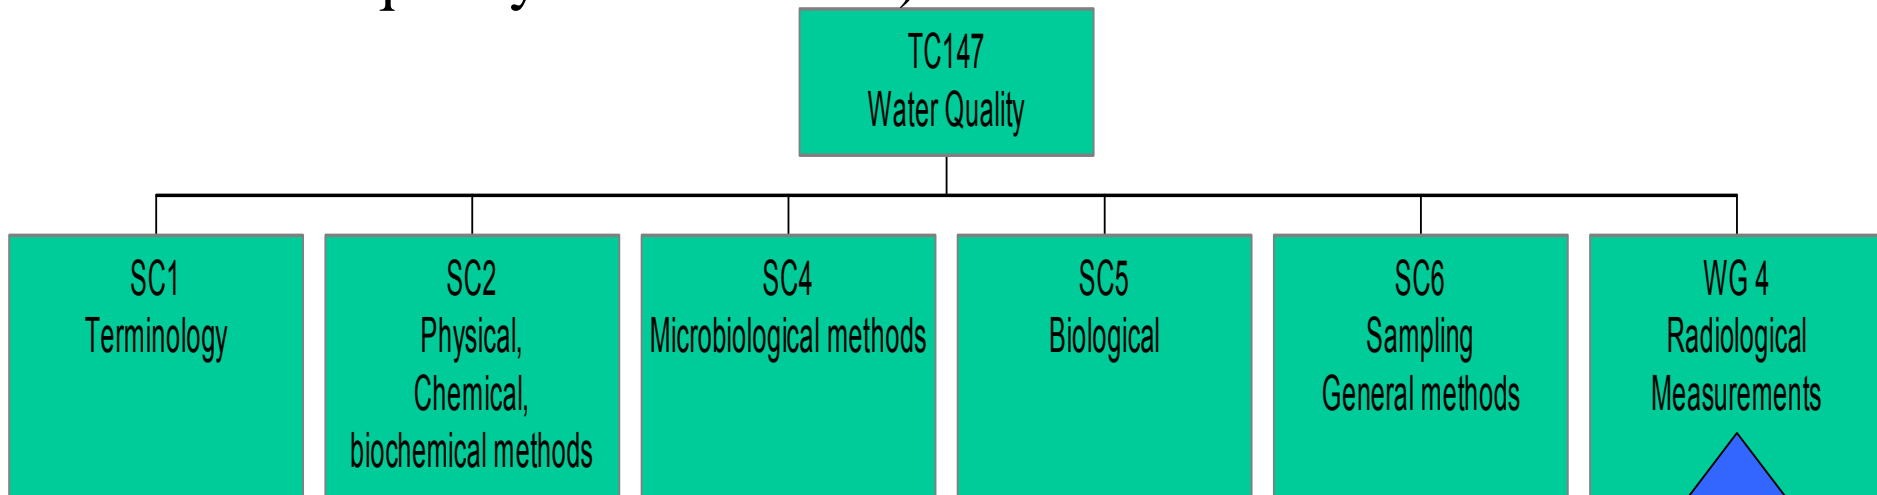 TC147
Water Quality
SC1
Terminology
SC2
Physical,
Chemical,
biochemical methods
SC4
Microbiological methods
SC5
Biological
SC6
Sampling
General methods
WG 4
Radiological
Measurements